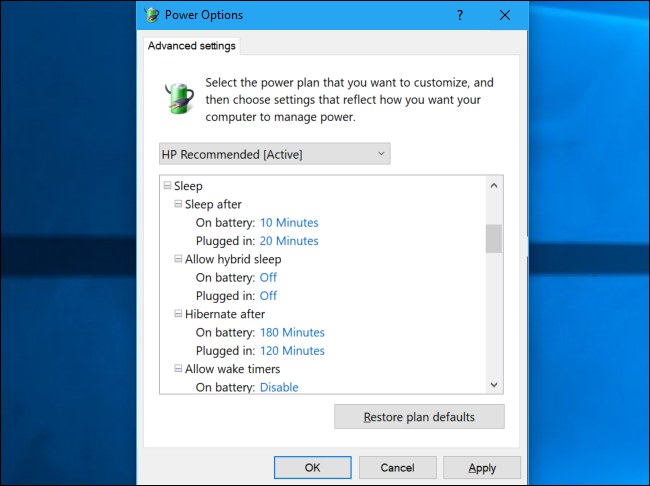 Power Options
?
Advanced settings
Select the power plan that you want to customize, and
then choose settings that reflect how you want your
computer to manage power.
HP Recommended [Active]
Sleep
Sleep after
On battery: 10 Minutes
Plugged in: 20 Minutes
Allow hybrid sleep
On battery: Off
Plugged in: Off
Hibernate after
On battery: 180 Minutes
Plugged in: 120 Minutes
Allow wake timers
On battery: Disable
Restore plan defaults
OK Cancel Apply